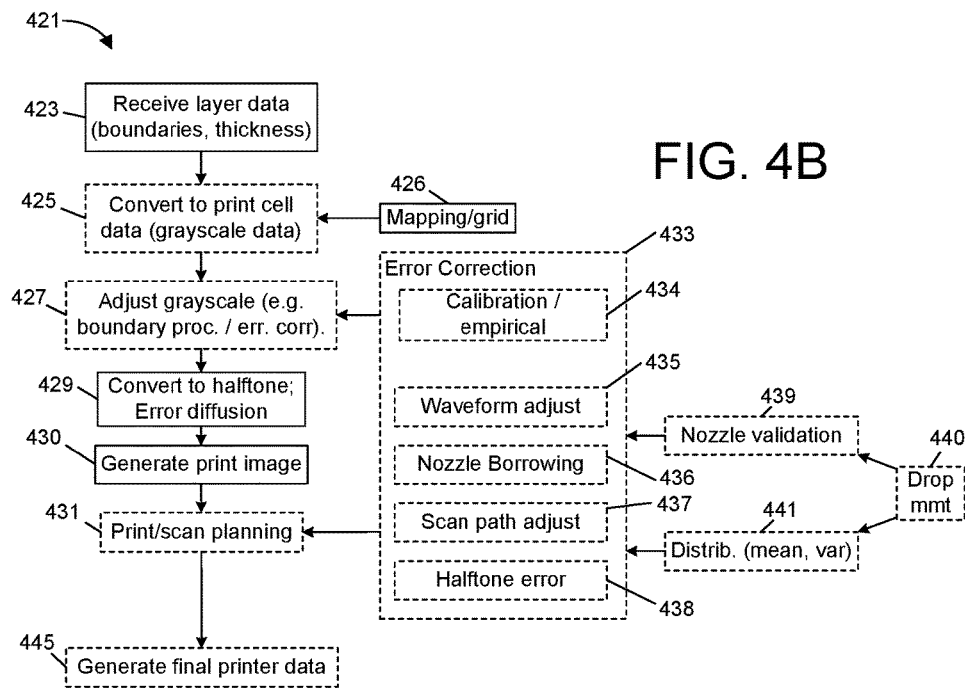 421
423
Receive layer data
(boundaries, thickness)
FIG. 4B
425
Convert to print cell
data (grayscale data)
426
Mapping/grid
433
Error Correction
427
Adjust grayscale (e.g.
boundary proc. / err. corr).
Calibration /
empirical
434
429
Convert to halftone;
Error diffusion
435
Waveform adjust
439
Nozzle validation
430
Generate print image
Nozzle Borrowing
436
440
Drop
mmt
431
Print/scan planning
Scan path adjust
437
441
Distrib. (mean, var)
Halftone error
438
445
Generate final printer data